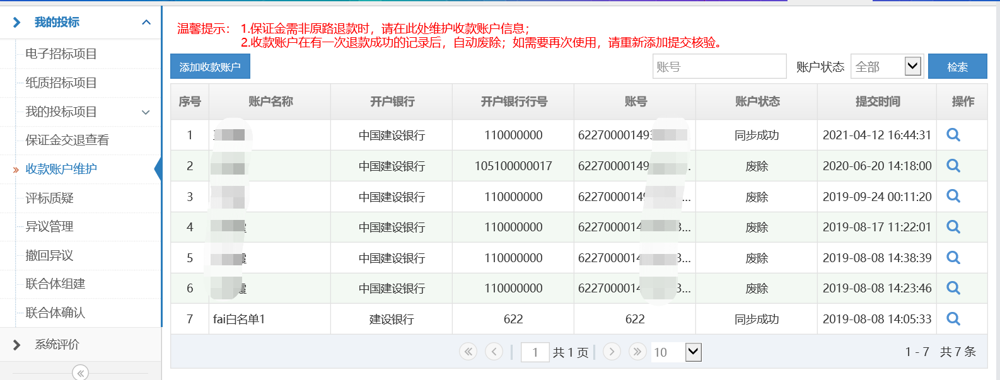 我的投标
电子招标项目
纸质招标项目
我的投标项目
保证金交退查看
收款账户维护
评标质疑
异议管理
撤回异议
联合体组建
联合体确认
系统评价
温馨提示： 1.保证金需非原路退款时，请在此处维护收款账户信息；
2.收款账户在有一次退款成功的记录后，自动废除；如需要再次使用，请重新添加提交核验。
添加收款账户 账号 账户状态 全部 检索
序号 账户名称 开户银行 开户银行行号 账号 账户状态 提交时间 操作
1 中国建设银行 110000000 622700001493 同步成功 2021-04-12 16:44:31
2 中国建设银行 105100000017 62270000149 废除 2020-06-20 14:18:00
3 中国建设银行 110000000 62270000149 ... 废除 2019-09-24 00:11:20
4 中国建设银行 110000000 6227000014 3... 废除 2019-08-17 11:22:01
5 霞 中国建设银行 110000000 6227000014 3... 废除 2019-08-08 14:38:39
6 霞 中国建设银行 110000000 6227000014 3... 废除 2019-08-08 14:23:46
7 fai白名单1 建设银行 622 622 同步成功 2019-08-08 14:05:33
1 共 1 页 10 1 - 7 共 7 条